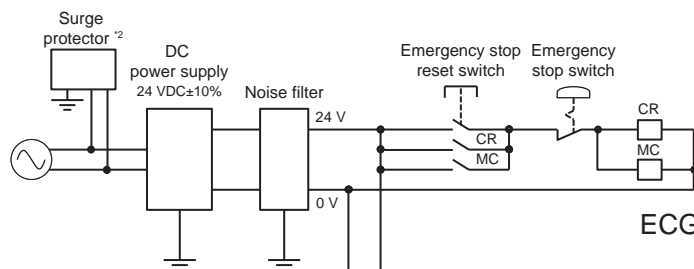 Surge
protector *2
DC
power supply
24 VDC±10%
Noise filter
24 V
0 V
Emergency stop
reset switch
CR
MC
Emergency
stop switch
CR
MC
ECG